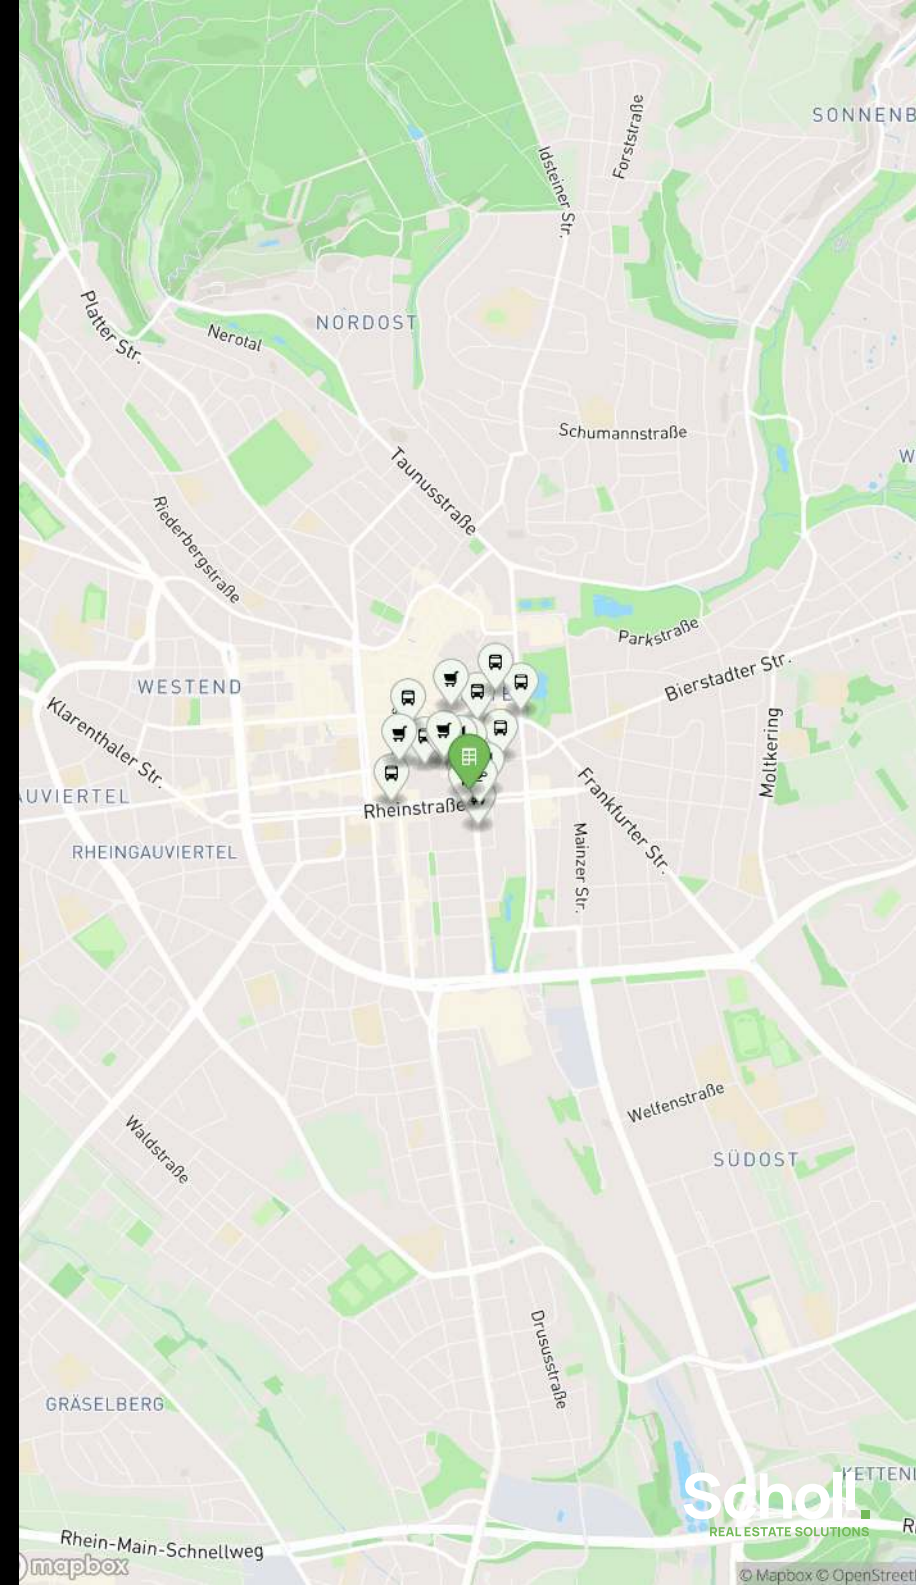 SONNENB
Forststraße
Idsteiner Str.
Platter Str.
Nerotal
NORDOST
Schumannstraße
W
Taunusstraße
Riederbergstraße
Parkstraße
Bierstadter Str.
WESTEND
Klarenthaler Str.
Moltkering
AUVIERTEL
Rheinstraße
Frankfurter Str.
Mainzer Str.
RHEINGAUVIERTEL
Welfenstraße
Waldstraße
SÜDOST
Drususstraße
GRÄSELBERG
KETTEN
Scholl.
REAL ESTATE SOLUTIONS
Rhein-Main-Schnellweg
R
mapbox
© Mapbox © OpenStreet